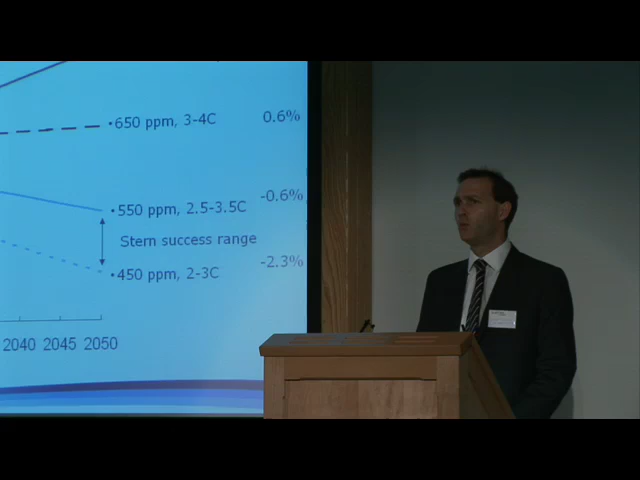 •650 ppm, 3-4C 0.6%
•550 ppm, 2.5-3.5C -0.6%
Stern success range
•450 ppm, 2-3C -2.3%
2040 2045 2050